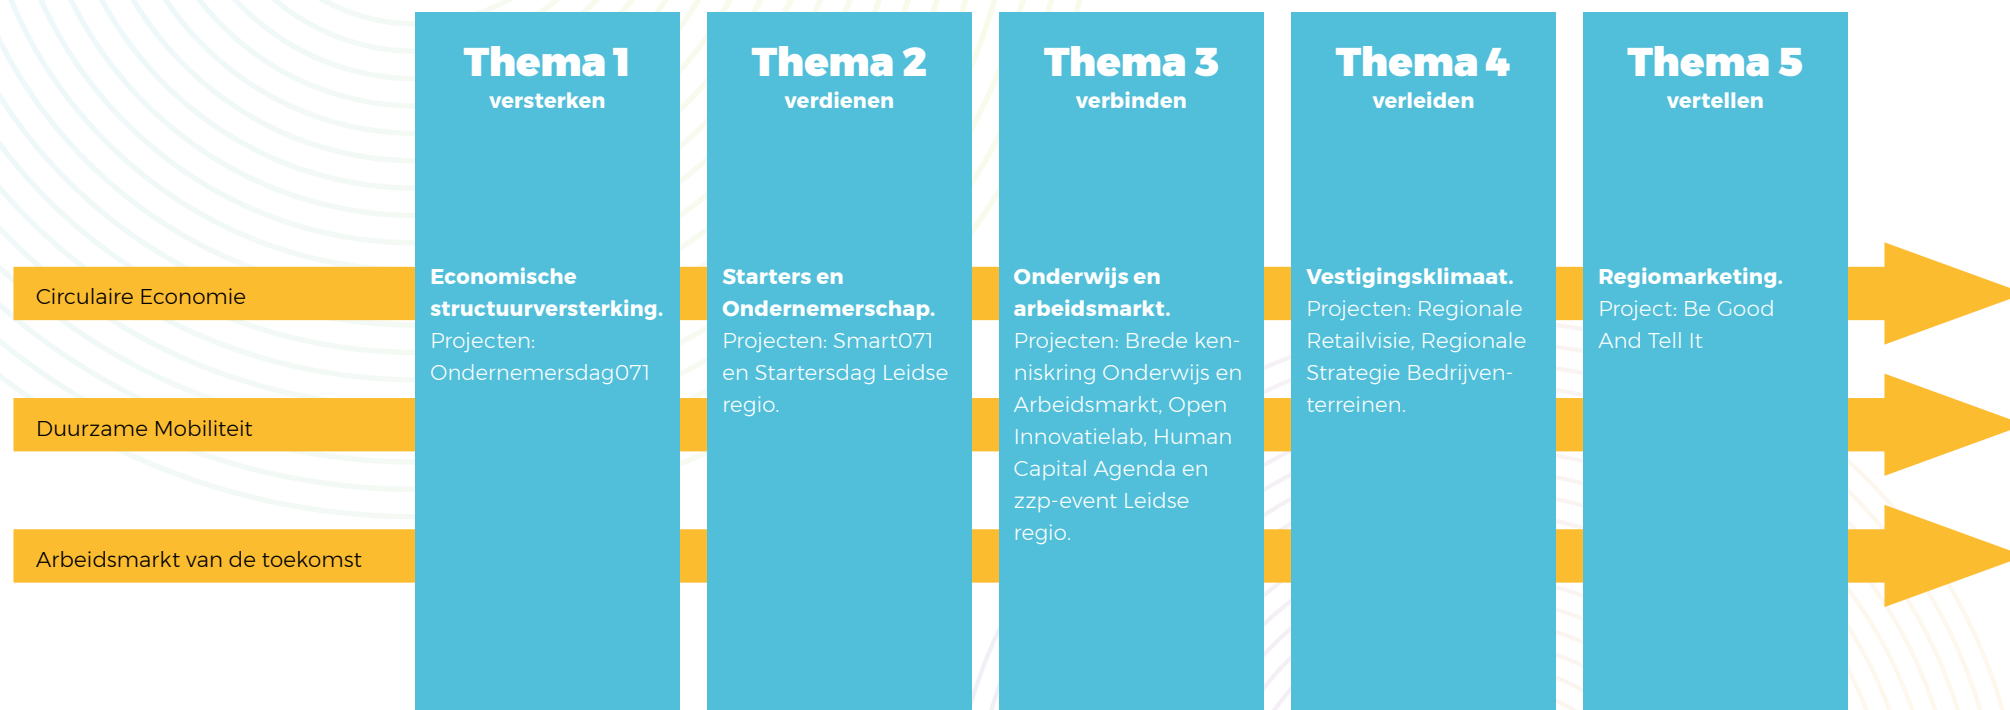 Thema 1
versterken
Economische
structuurversterking.
Projecten:
Ondernemersdag071
Thema 2
verdienen
Starters en
Ondernemerschap.
Projecten: Smart071
en Startersdag Leidse
regio.
Thema 3
verbinden
Onderwijs en
arbeidsmarkt.
Projecten: Brede ken-
niskring Onderwijs en
Arbeidsmarkt, Open
Innovatielab, Human
Capital Agenda en
zzp-event Leidse
regio.
Thema 4
verleiden
Vestigingsklimaat.
Projecten: Regionale
Retailvisie, Regionale
Strategie Bedrijven-
terreinen.
Thema 5
vertellen
Regiomarketing.
Project: Be Good
And Tell It
Circulaire Economie
Duurzame Mobiliteit
Arbeidsmarkt van de toekomst